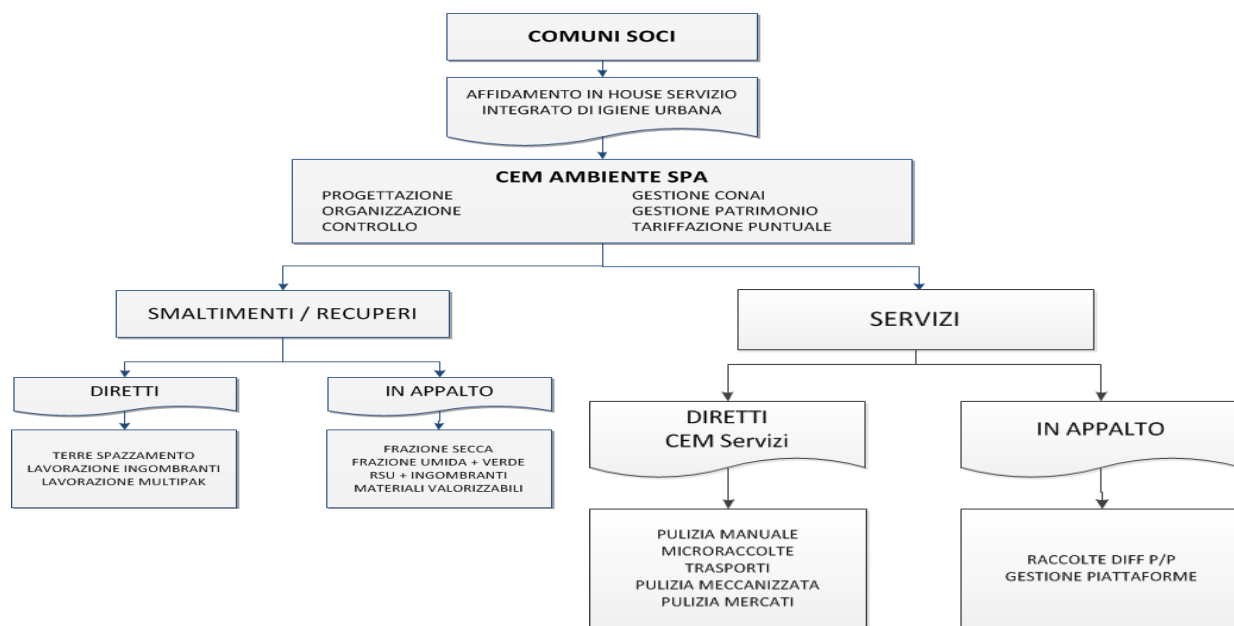 COMUNI SOCI
AFFIDAMENTO IN HOUSE SERVIZIO
INTEGRATO DI IGIENE URBANA
CEM AMBIENTE SPA
PROGETTAZIONE
ORGANIZZAZIONE
CONTROLLO
GESTIONE CONAI
GESTIONE PATRIMONIO
TARIFFAZIONE PUNTUALE
SMALTIMENTI / RECUPERI
DIRETTI
TERRE SPAZZAMENTO
LAVORAZIONE INGOMBRANTI
LAVORAZIONE MULTIPAK
IN APPALTO
FRAZIONE SECCA
FRAZIONE UMIDA + VERDE
RSU + INGOMBRANTI
MATERIALI VALORIZZABILI
SERVIZI
DIRETTI
CEM Servizi
PULIZIA MANUALE
MICRORACCOLTE
TRASPORTI
PULIZIA MECCANIZZATA
PULIZIA MERCATI
IN APPALTO
RACCOLTE DIFF P/P
GESTIONE PIATTAFORME